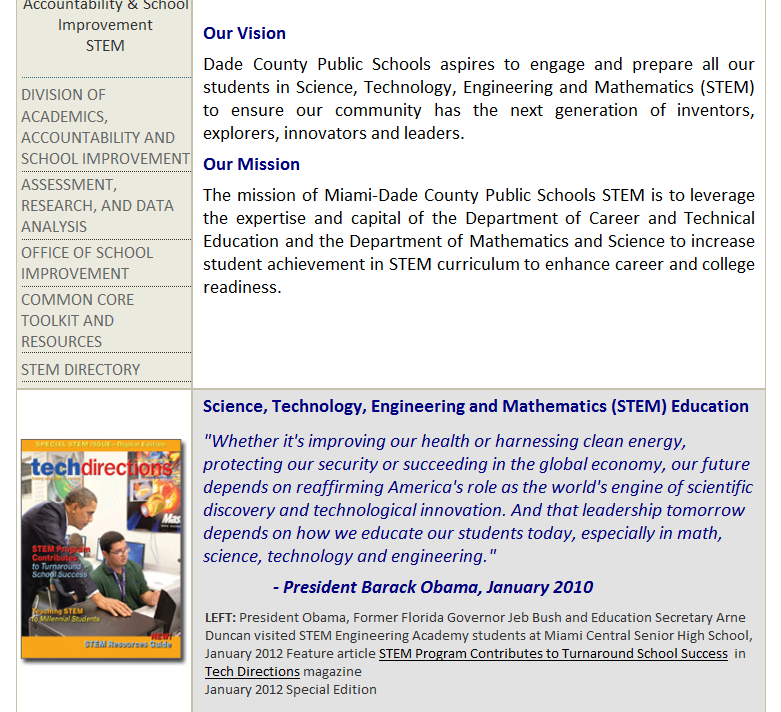 Accountability & School
Improvement
STEM
DIVISION OF
ACADEMICS,
ACCOUNTABILITY AND
SCHOOL IMPROVEMENT
ASSESSMENT,
RESEARCH, AND DATA
ANALYSIS
OFFICE OF SCHOOL
IMPROVEMENT
COMMON CORE
TOOLKIT AND
RESOURCES
STEM DIRECTORY
Our Vision
Dade County Public Schools aspires to engage and prepare all our
students in Science, Technology, Engineering and Mathematics (STEM)
to ensure our community has the next generation of inventors,
explorers, innovators and leaders.
Our Mission
The mission of Miami-Dade County Public Schools STEM is to leverage
the expertise and capital of the Department of Career and Technical
Education and the Department of Mathematics and Science to increase
student achievement in STEM curriculum to enhance career and college
readiness.
SPECIAL STEM ISSUE—Digital Edition
techdirections
STEM Program
Contributes
to Turnaround
School Success
Teaching STEM
to Millennial Students
NEW!
STEM Resources Guide
Science, Technology, Engineering and Mathematics (STEM) Education
"Whether it's improving our health or harnessing clean energy,
protecting our security or succeeding in the global economy, our future
depends on reaffirming America's role as the world's engine of scientific
discovery and technological innovation. And that leadership tomorrow
depends on how we educate our students today, especially in math,
science, technology and engineering."
- President Barack Obama, January 2010
LEFT: President Obama, Former Florida Governor Jeb Bush and Education Secretary Arne
Duncan visited STEM Engineering Academy students at Miami Central Senior High School,
January 2012 Feature article STEM Program Contributes to Turnaround School Success in
Tech Directions magazine
January 2012 Special Edition